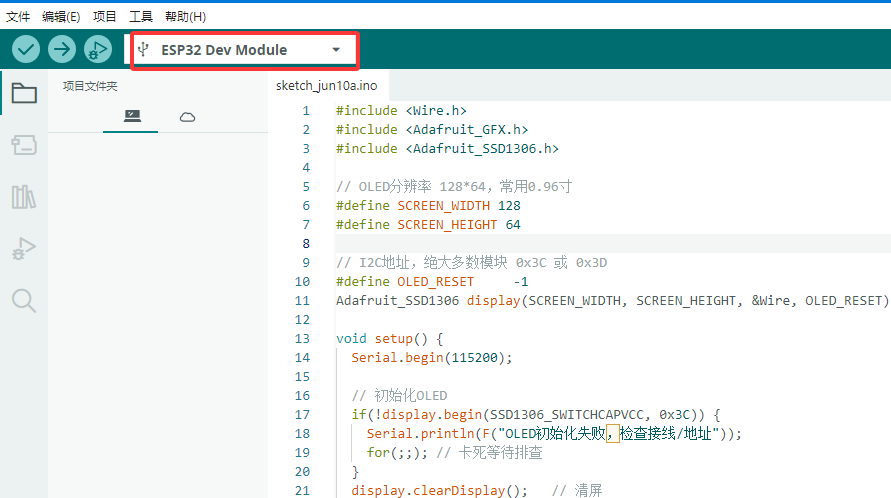 文件 编辑(E) 项目 工具 帮助(H)
ESP32 Dev Module
项目文件夹
sketch_jun10a.ino
1 #include <Wire.h>
2 #include <Adafruit_GFX.h>
3 #include <Adafruit_SSD1306.h>
4
5 // OLED分辨率 128*64，常用0.96寸
6 #define SCREEN_WIDTH 128
7 #define SCREEN_HEIGHT 64
8
9 // I2C地址，绝大多数模块 0x3C 或 0x3D
10 #define OLED_RESET     -1
11 Adafruit_SSD1306 display(SCREEN_WIDTH, SCREEN_HEIGHT, &Wire, OLED_RESET)
12
13 void setup() {
14   Serial.begin(115200);
15
16   // 初始化OLED
17   if(!display.begin(SSD1306_SWITCHCAPVCC, 0x3C)) {
18     Serial.println(F("OLED初始化失败，检查接线/地址"));
19     for(;;); // 卡死等待排查
20   }
21   display.clearDisplay();   // 清屏